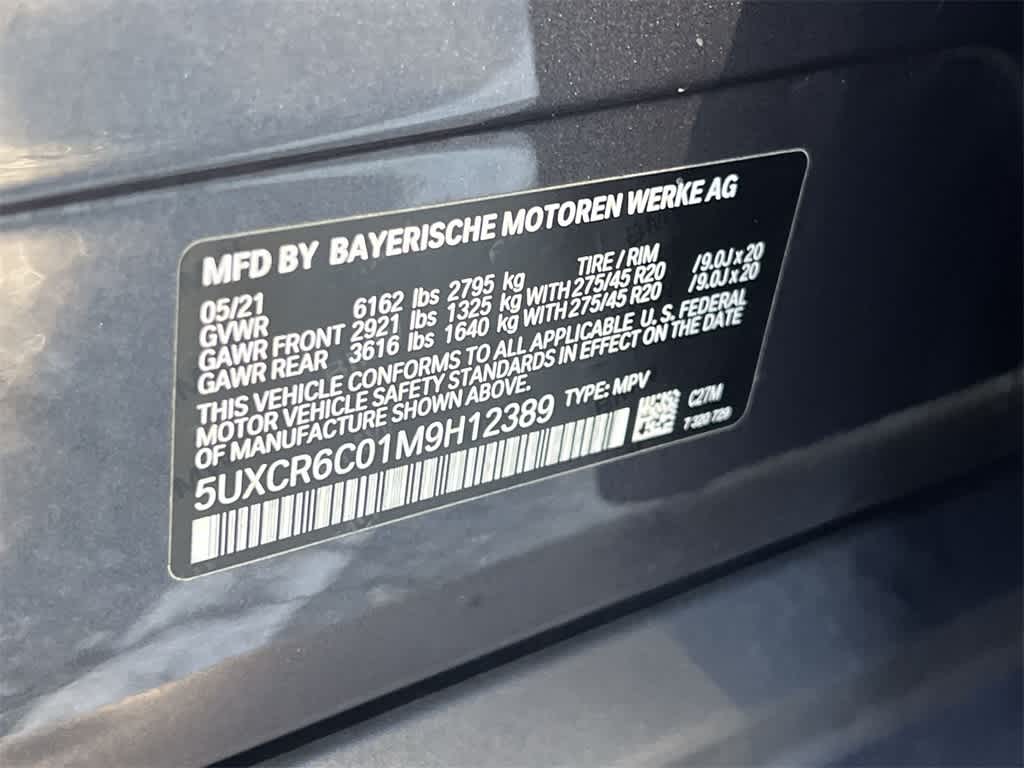 MFD BY BAYERISCHE MOTOREN WERKE AG
05/21 TIRE / RIM
GVWR 6162 lbs 2795 kg
GAWR FRONT 2921 lbs 1325 kg WITH 275/45 R20 /9.0J x 20
GAWR REAR 3616 lbs 1640 kg WITH 275/45 R20 /9.0J x 20
THIS VEHICLE CONFORMS TO ALL APPLICABLE U. S. FEDERAL
MOTOR VEHICLE SAFETY STANDARDS IN EFFECT ON THE DATE
OF MANUFACTURE SHOWN ABOVE.
5UXCR6C01M9H12389 TYPE: MPV
C27M
7 320 729